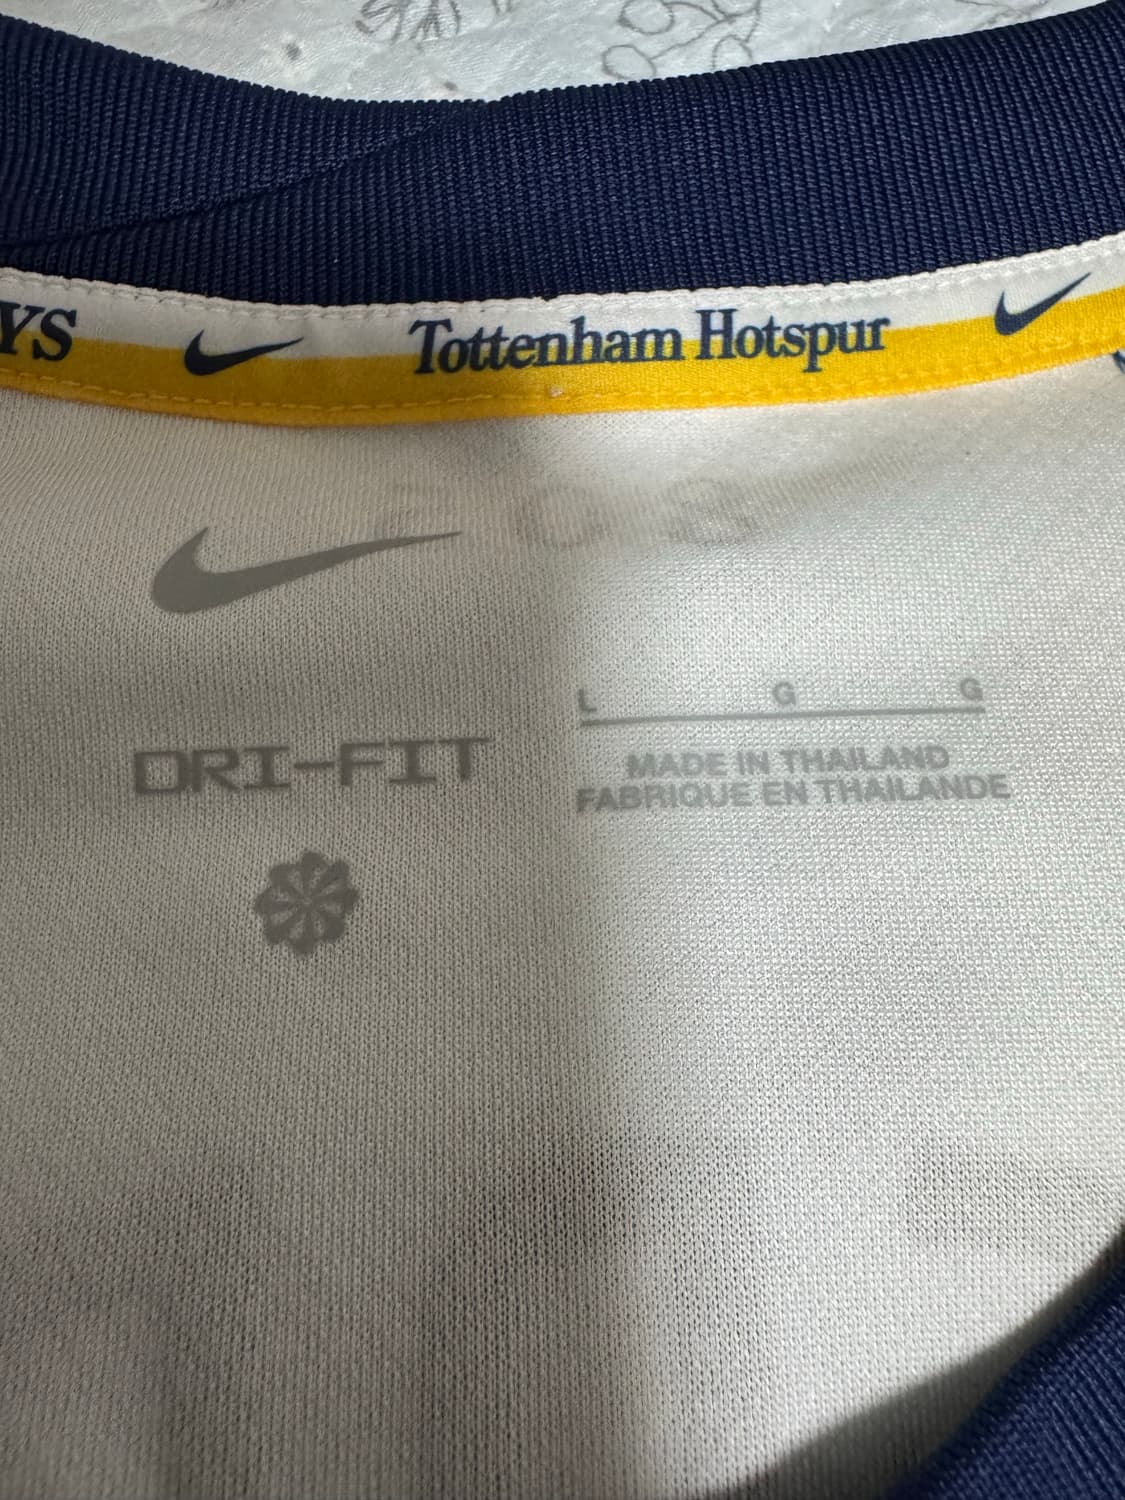 YS Tottenham Hotspur
DRI-FIT
L G G
MADE IN THAILAND
FABRIQUE EN THAILANDE